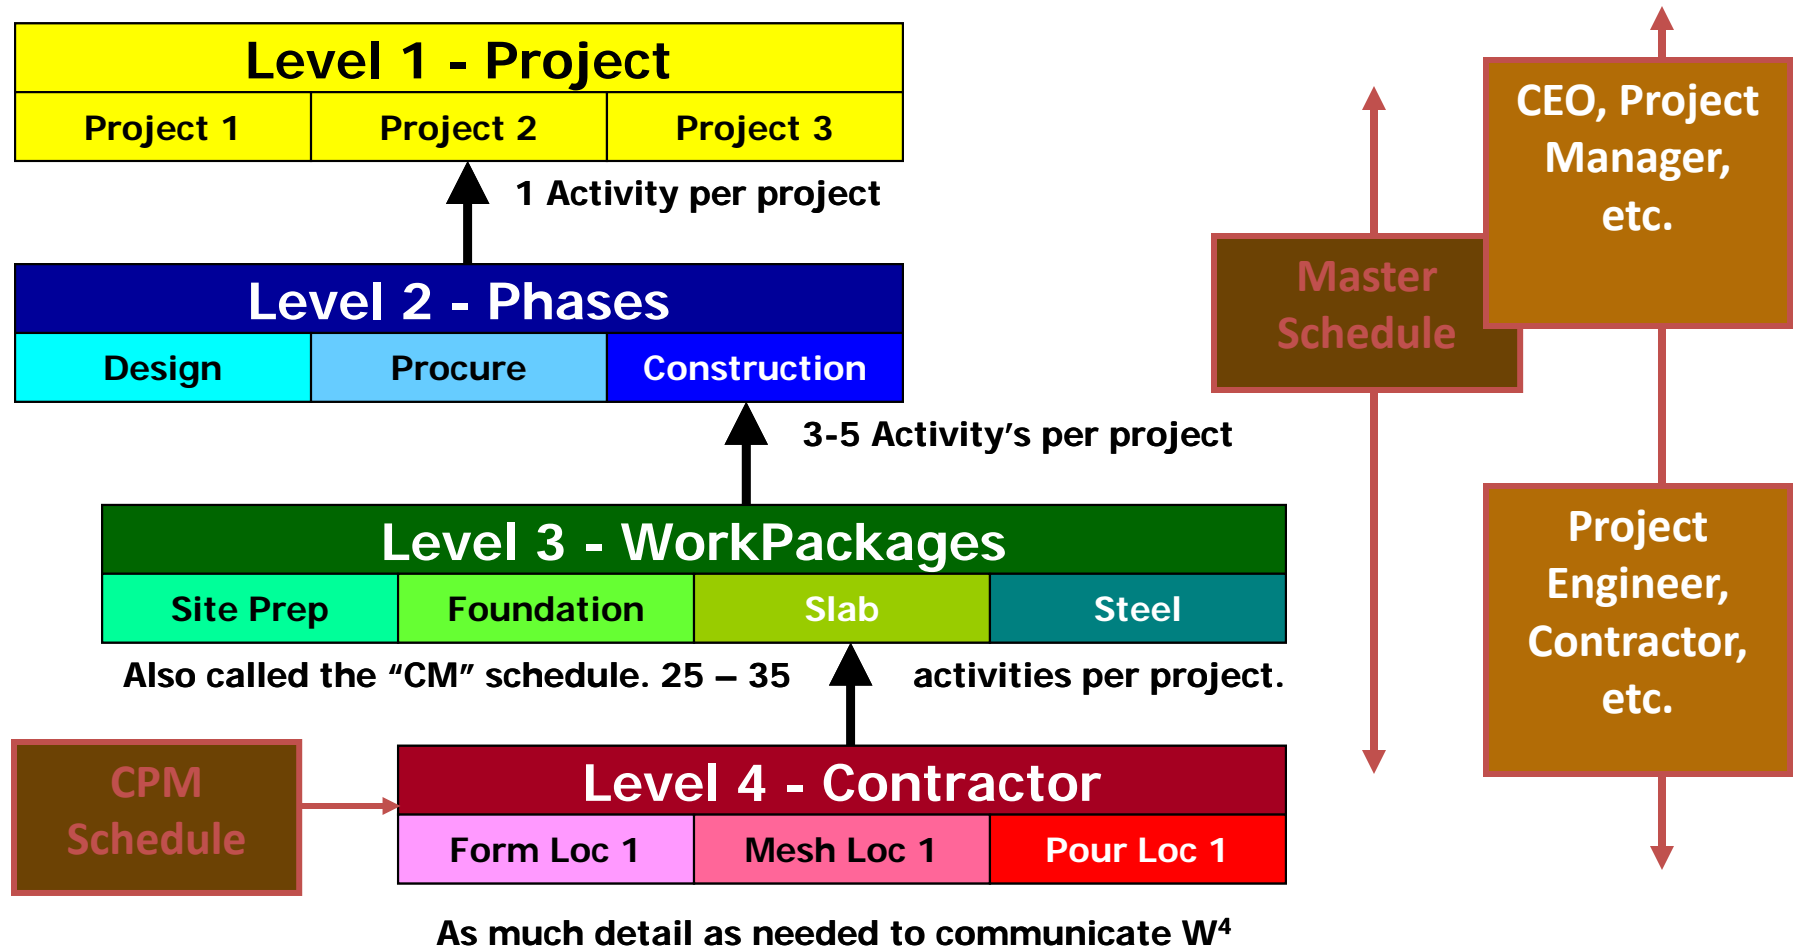 Level 1 - Project
Project 1 Project 2 Project 3
1 Activity per project
Level 2 - Phases
Design Procure Construction
3-5 Activity’s per project
Level 3 - WorkPackages
Site Prep Foundation Slab Steel
Also called the “CM” schedule. 25 – 35 activities per project.
Level 4 - Contractor
Form Loc 1 Mesh Loc 1 Pour Loc 1
As much detail as needed to communicate W⁴
CPM
Schedule
Master
Schedule
CEO, Project
Manager,
etc.
Project
Engineer,
Contractor,
etc.